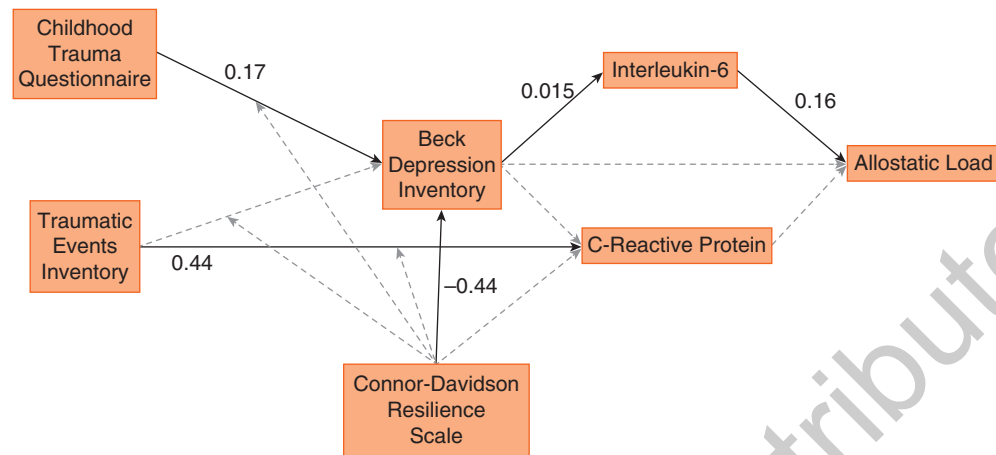 Childhood
Trauma
Questionnaire
0.17
Interleukin-6
0.015
0.16
Beck
Depression
Inventory
Allostatic Load
Traumatic
Events
Inventory
0.44
C-Reactive Protein
–0.44
Connor-Davidson
Resilience
Scale
tribute